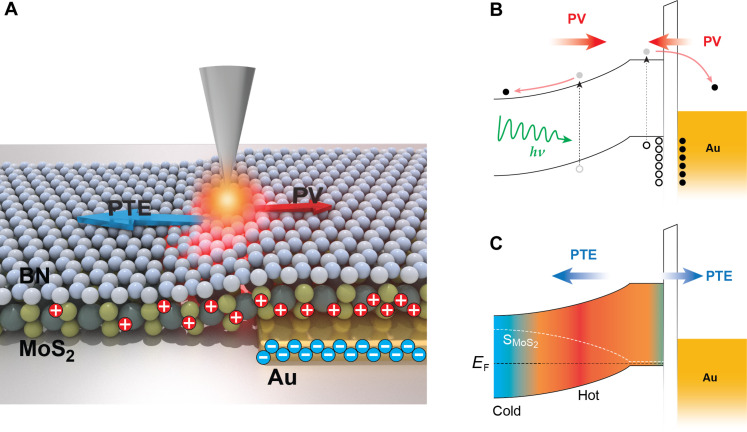 A
PTE
PV
BN
MoS2
Au
+ + + + + + + + + + + + + +
− − − − − − − − − − − − − − −
B
PV
PV
hν
Au
C
PTE
PTE
SMoS2
EF
Au
Cold
Hot